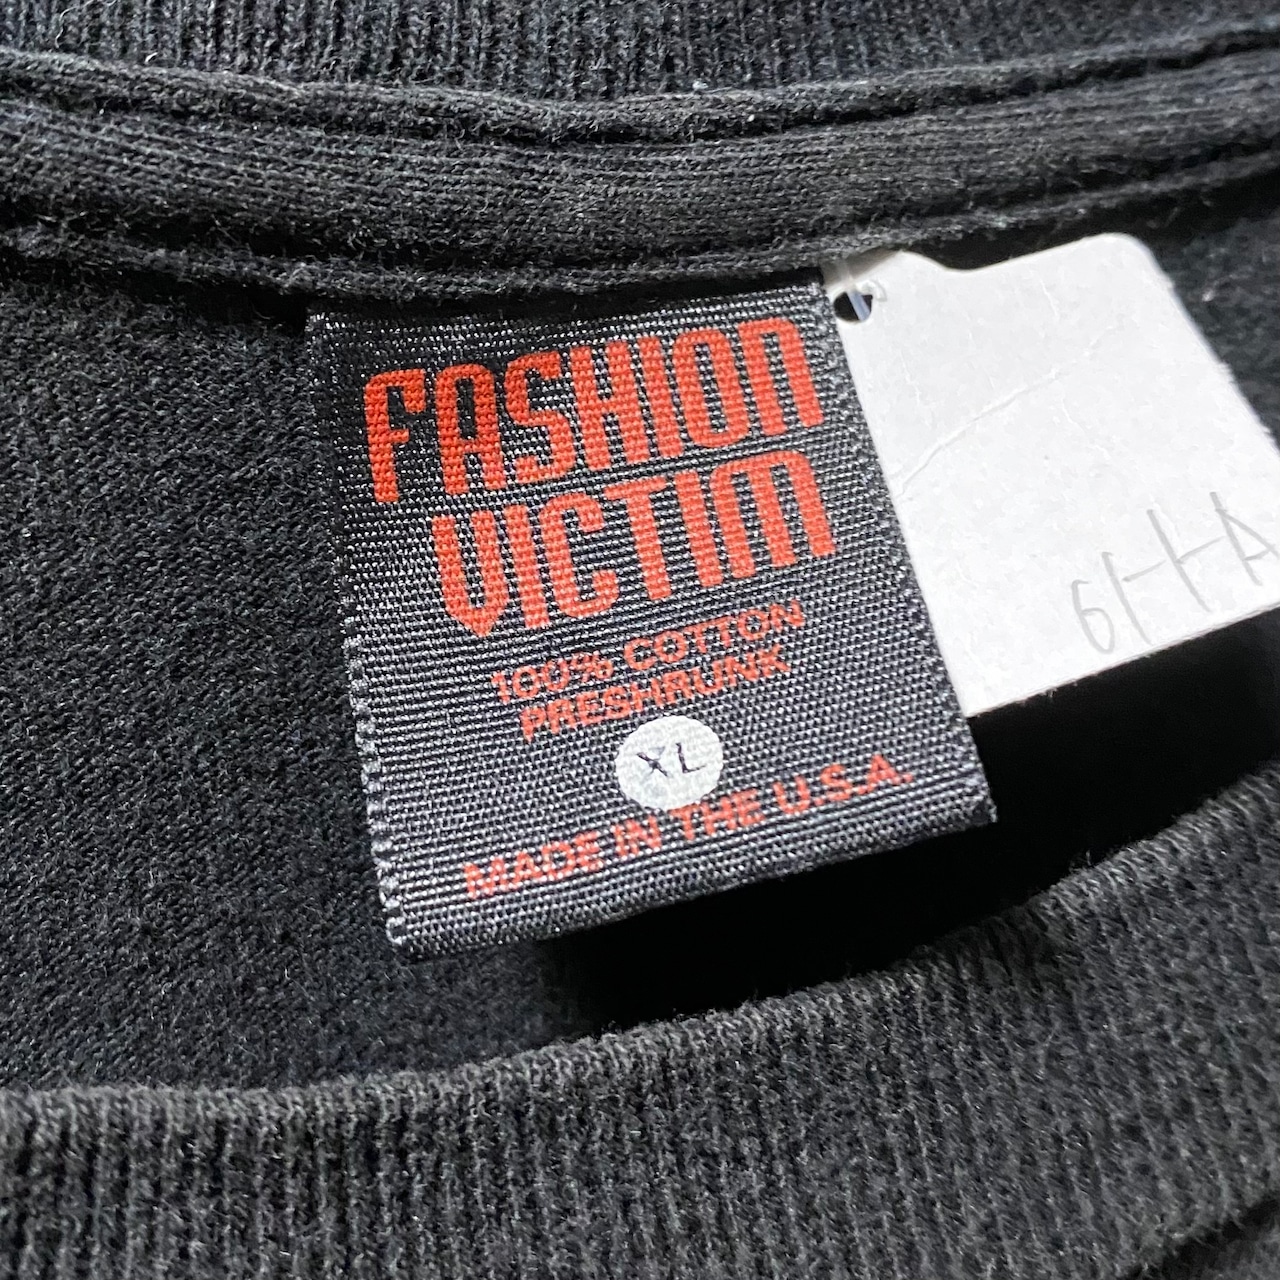 FASHION
VICTIM
100% COTTON
PRESHRUNK
XL
MADE IN THE U.S.A.